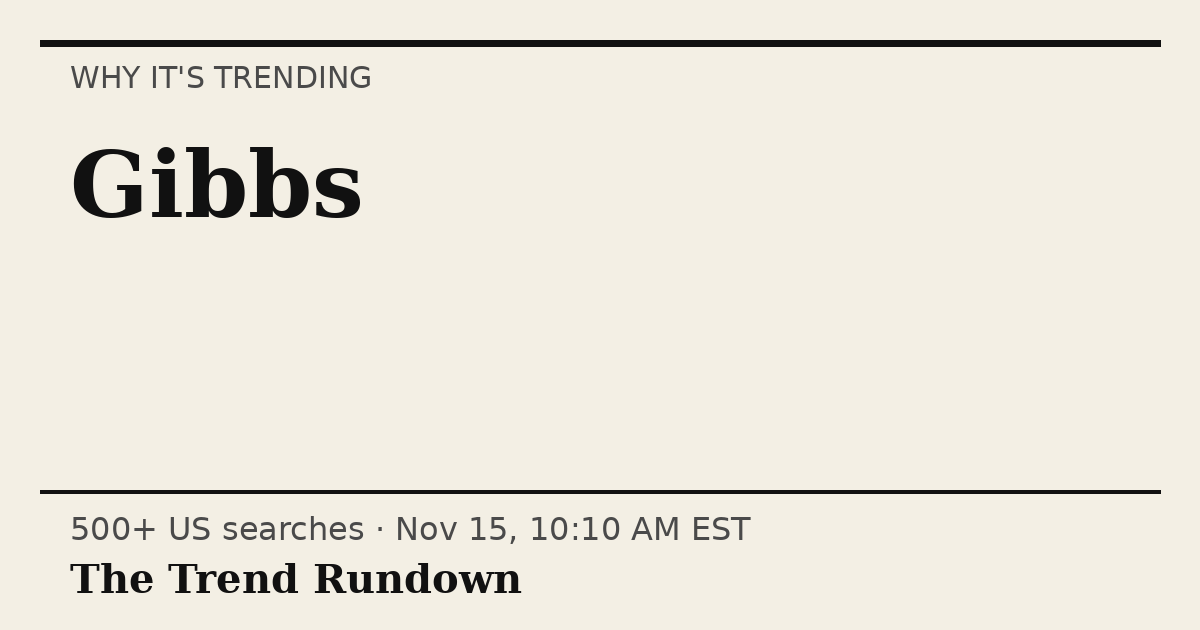 WHY IT'S TRENDING
Gibbs
500+ US searches · Nov 15, 10:10 AM EST
The Trend Rundown